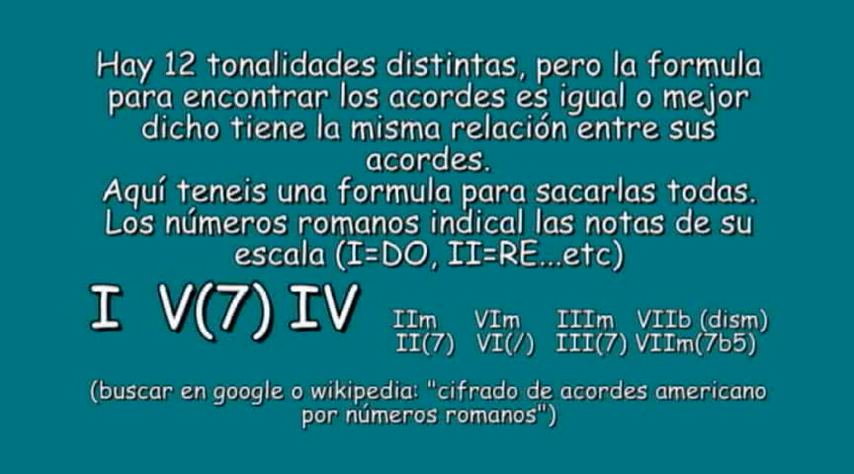 Hay 12 tonalidades distintas, pero la formula
para encontrar los acordes es igual o mejor
dicho tiene la misma relación entre sus
acordes.
Aquí teneis una formula para sacarlas todas.
Los números romanos indical las notas de su
escala (I=DO, II=RE...etc)
I V(7) IV
IIm VIm IIIm VIIb (dism)
II(7) VI(/) III(7) VIIm(7b5)
(buscar en google o wikipedia: "cifrado de acordes americano
por números romanos")